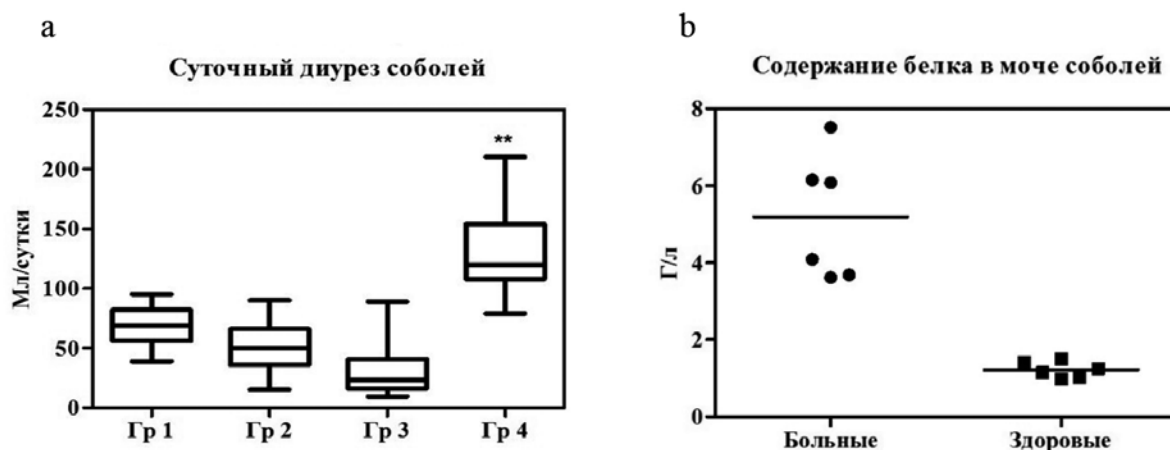 a
Суточный диурез соболей
Мл/сутки
250
200
150
100
50
0
**
Гр 1
Гр 2
Гр 3
Гр 4
b
Содержание белка в моче соболей
Г/л
8
6
4
2
0
Больные
Здоровые